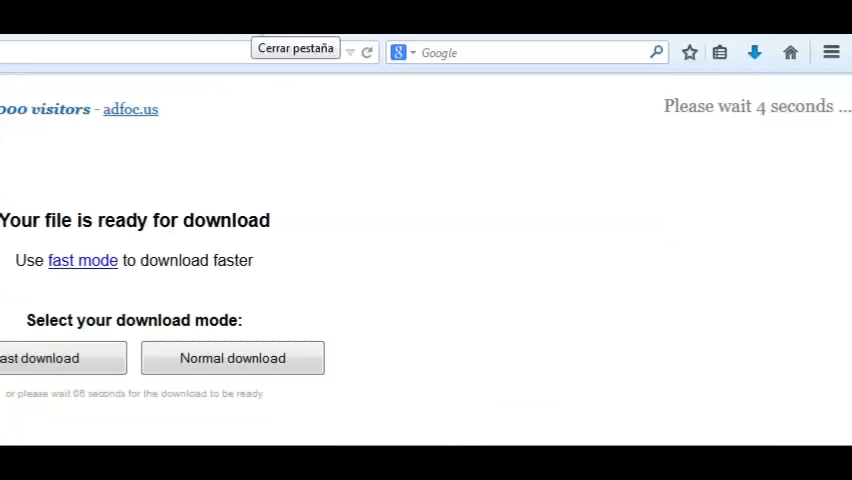 Cerrar pestaña
Google
000 visitors - adfoc.us
Please wait 4 seconds ...
Your file is ready for download
Use fast mode to download faster
Select your download mode:
ast download
Normal download
or please wait 06 seconds for the download to be ready